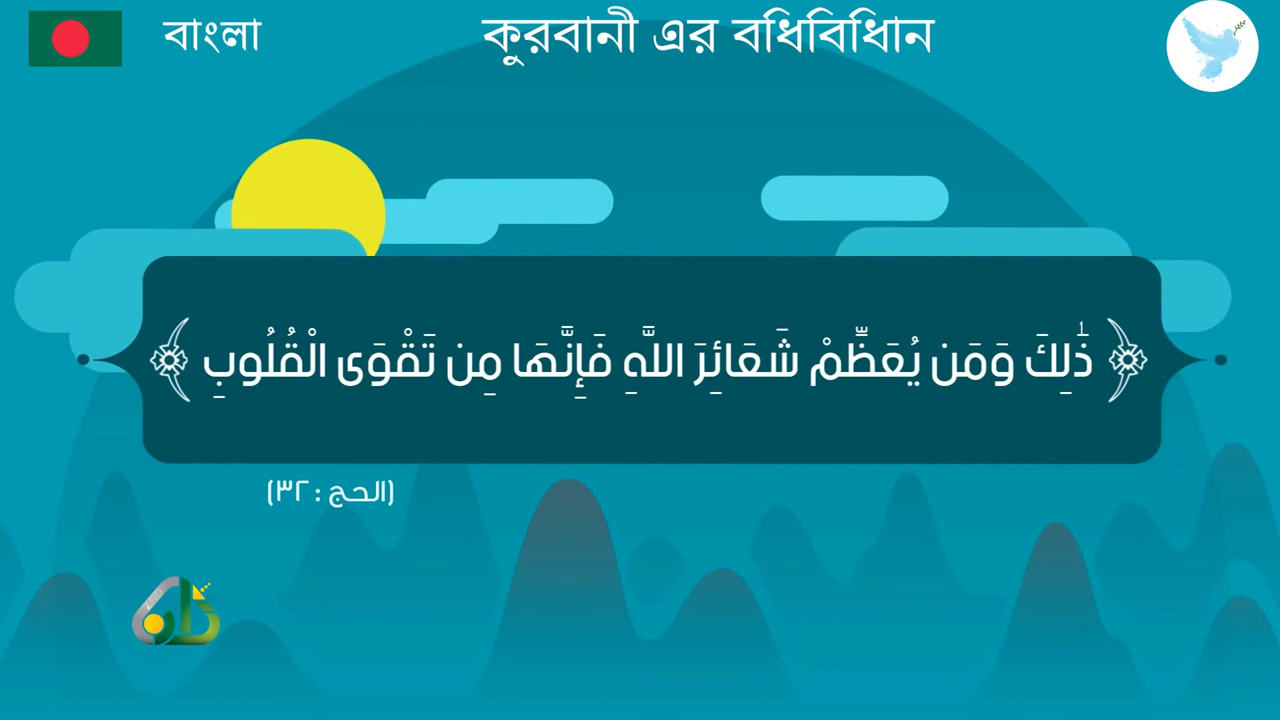 বাংলা
কুরবানী এর বধিবিধিান
﴿ذَٰلِكَ وَمَن يُعَظِّمْ شَعَائِرَ اللَّهِ فَإِنَّهَا مِن تَقْوَى الْقُلُوبِ﴾
(الحج : ٣٢)